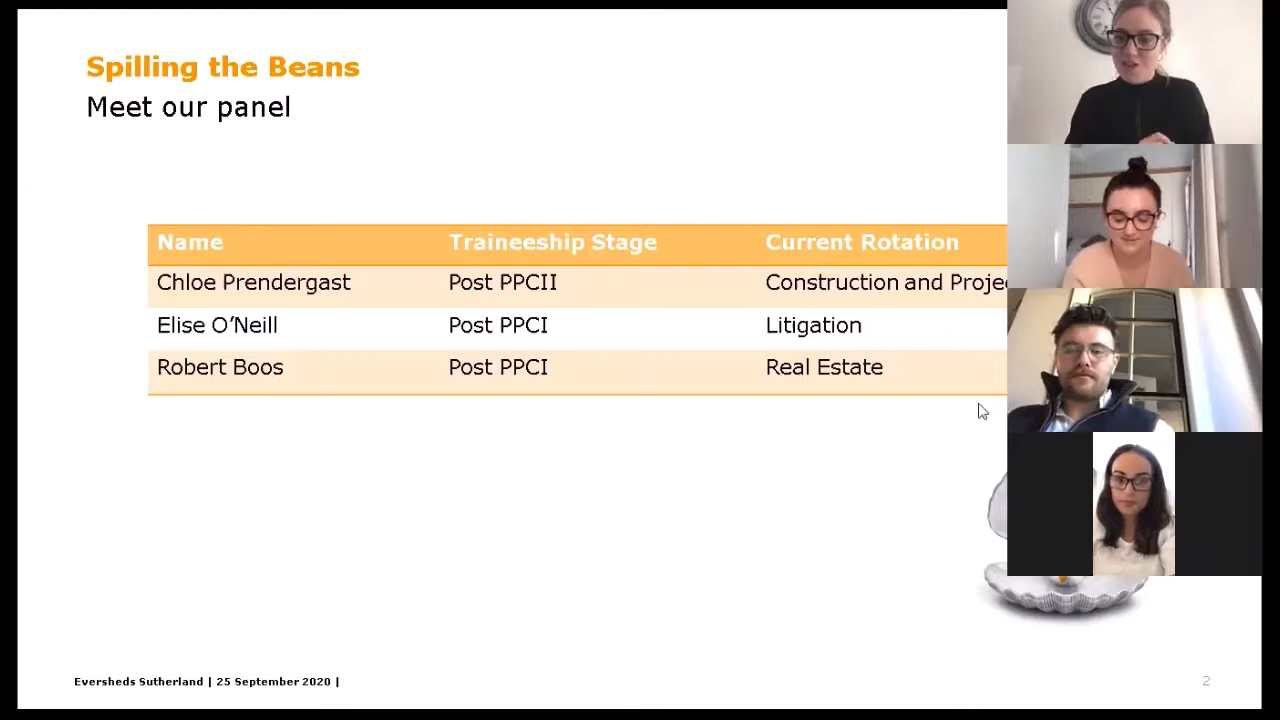 Spilling the Beans
Meet our panel
Name Traineeship Stage Current Rotation
Chloe Prendergast Post PPCII Construction and Projec
Elise O’Neill Post PPCI Litigation
Robert Boos Post PPCI Real Estate
Eversheds Sutherland | 25 September 2020 |
2